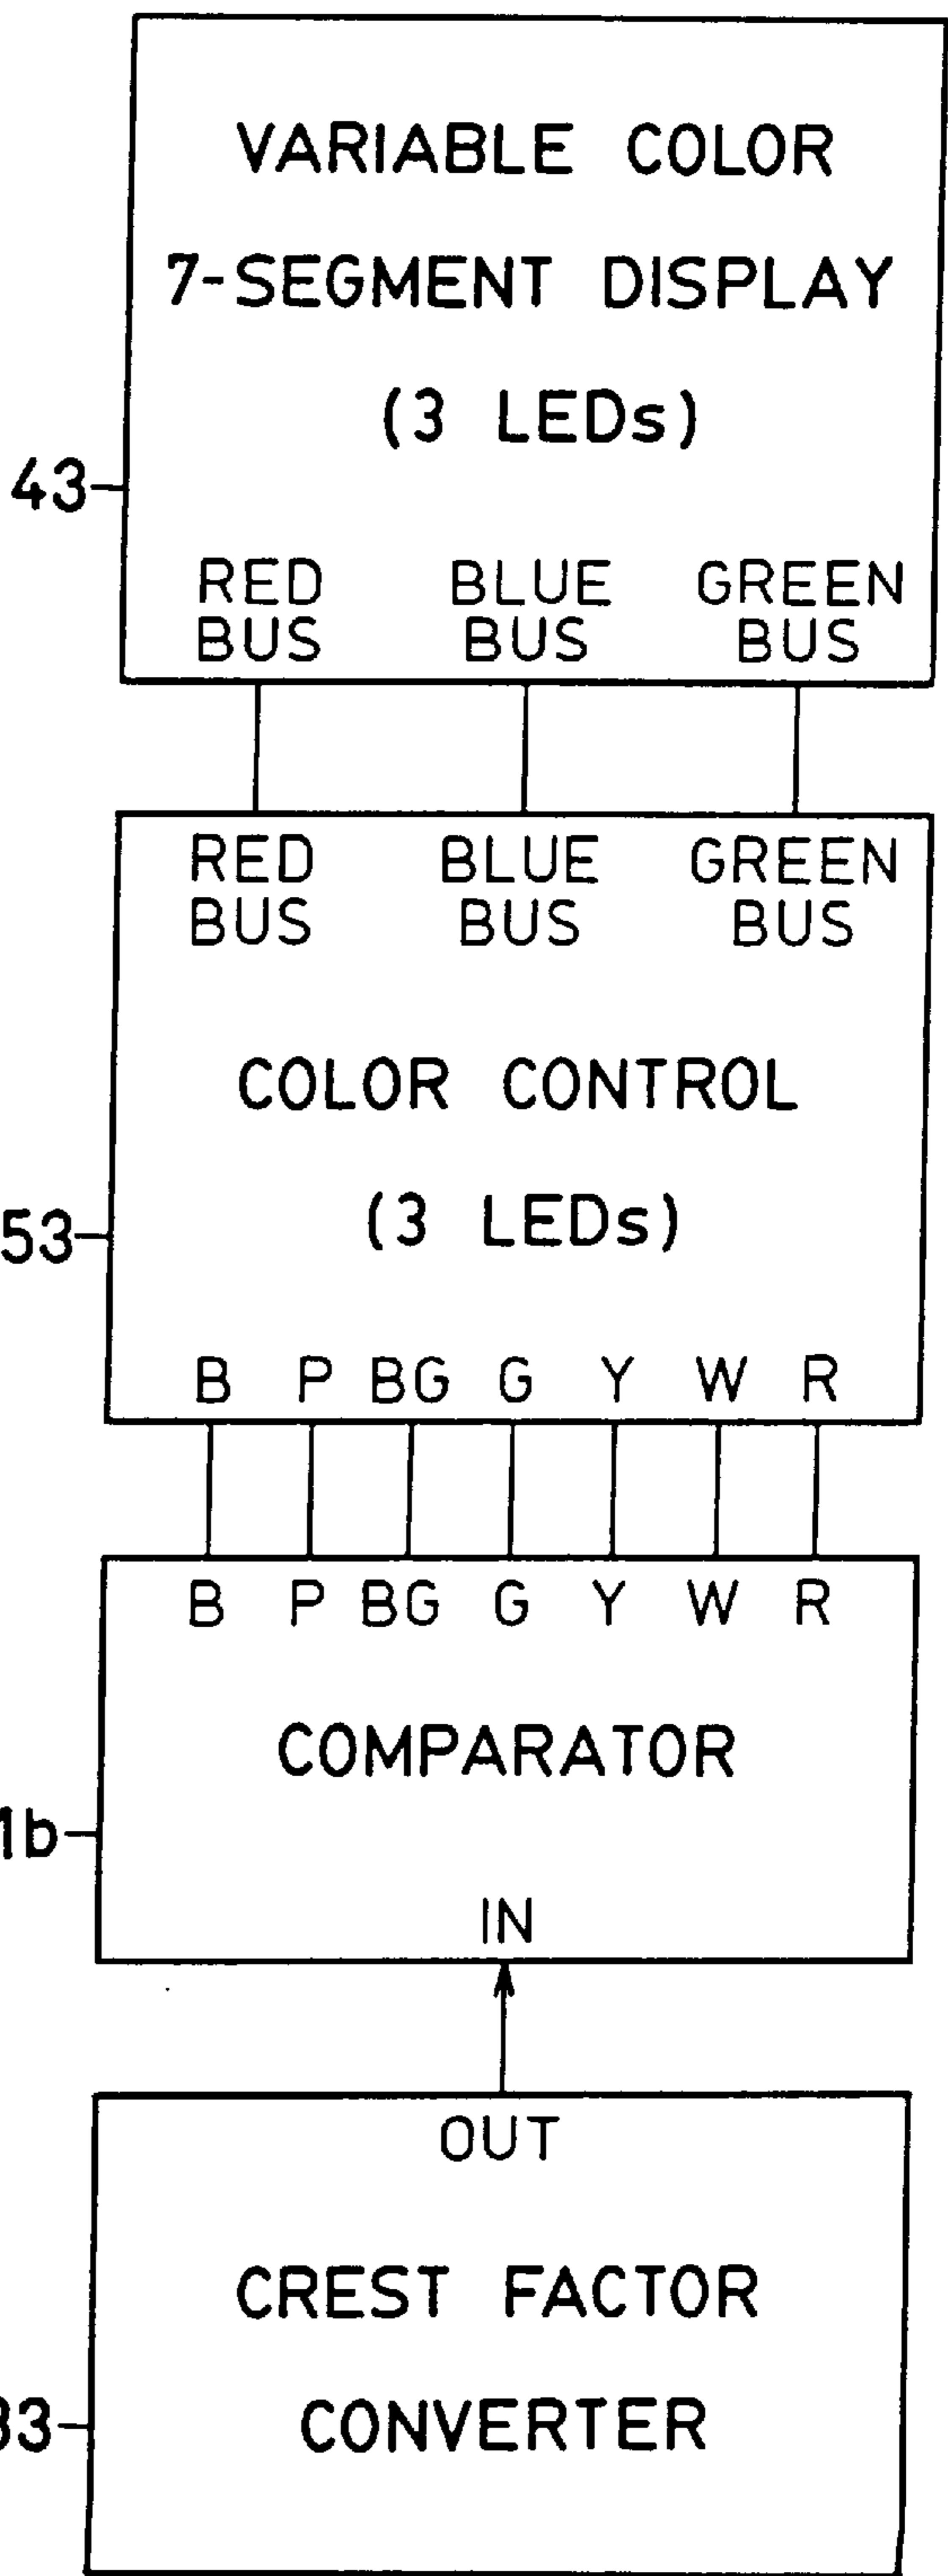 VARIABLE COLOR
7-SEGMENT DISPLAY
(3 LEDs)
43
RED BLUE GREEN
BUS BUS BUS
RED BLUE GREEN
BUS BUS BUS
COLOR CONTROL
(3 LEDs)
53
B P BG G Y W R
B P BG G Y W R
COMPARATOR
IN
OUT
CREST FACTOR
CONVERTER